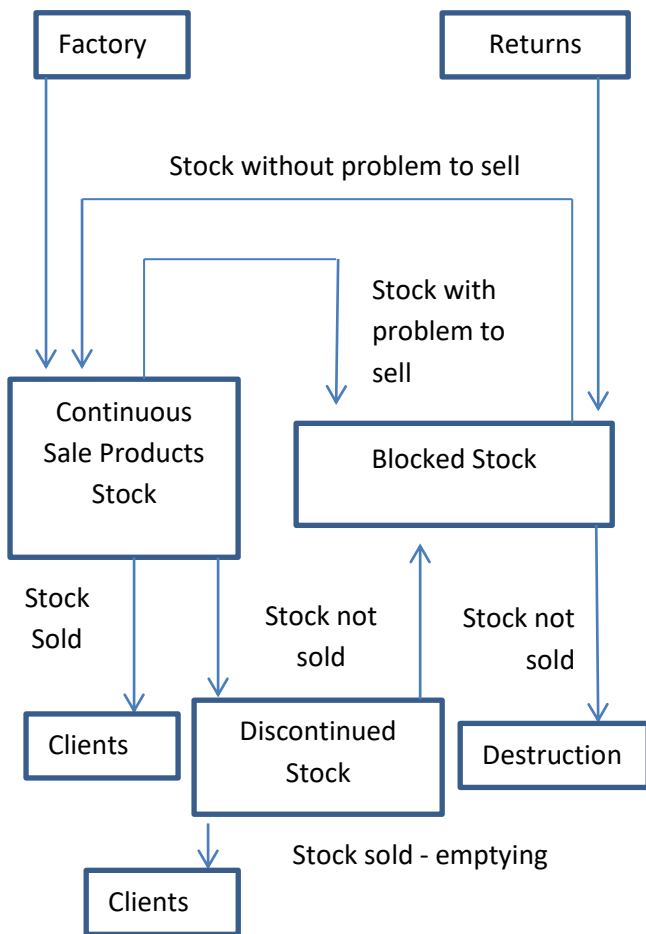 Factory
Returns
Stock without problem to sell
Stock with
problem to
sell
Continuous
Sale Products
Stock
Blocked Stock
Stock
Sold
Stock not
sold
Stock not
sold
Clients
Discontinued
Stock
Destruction
Stock sold - emptying
Clients